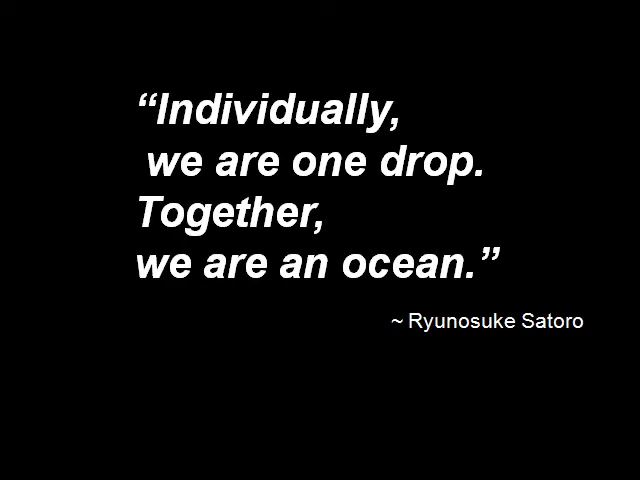 “Individually,
we are one drop.
Together,
we are an ocean.”
~ Ryunosuke Satoro